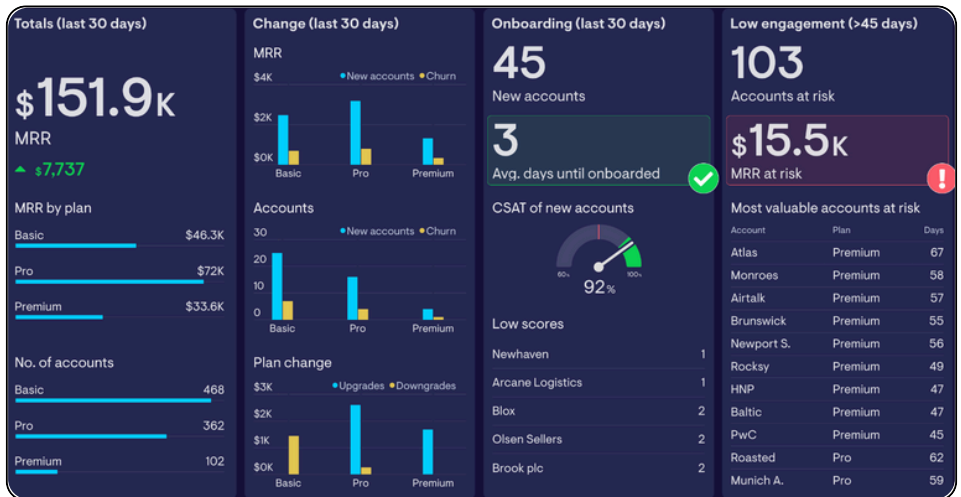 Totals (last 30 days)
$151.9K
MRR
$7,737
MRR by plan
Basic $46.3K
Pro $72K
Premium $33.6K
No. of accounts
Basic 468
Pro 362
Premium 102
Change (last 30 days)
MRR
New accounts Churn
$4K
$2K
$0K
Basic Pro Premium
Accounts
New accounts Churn
30
20
10
0
Basic Pro Premium
Plan change
Upgrades Downgrades
$3K
$2K
$1K
$0K
Basic Pro Premium
Onboarding (last 30 days)
45
New accounts
3
Avg. days until onboarded
CSAT of new accounts
60% 100%
92%
Low scores
Newhaven 1
Arcane Logistics 1
Blox 2
Olsen Sellers 2
Brook plc 2
Low engagement (>45 days)
103
Accounts at risk
$15.5K
MRR at risk
!
Most valuable accounts at risk
Account Plan Days
Atlas Premium 67
Monroes Premium 58
Airtalk Premium 57
Brunswick Premium 55
Newport S. Premium 56
Rocksy Premium 49
HNP Premium 47
Baltic Premium 47
PwC Premium 45
Roasted Pro 62
Munich A. Pro 59